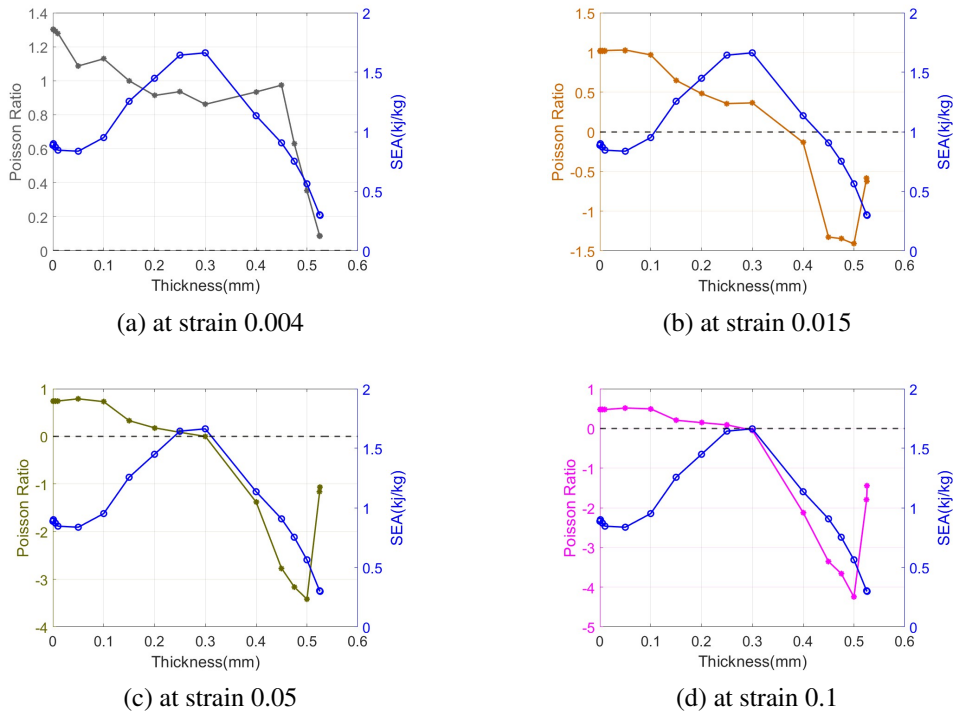 1.4
1.2
1
0.8
0.6
0.4
0.2
0
Poisson Ratio
2
1.5
1
0.5
0
SEA(kj/kg)
0 0.1 0.2 0.3 0.4 0.5 0.6
Thickness(mm)
(a) at strain 0.004
1.5
1
0.5
0
-0.5
-1
-1.5
Poisson Ratio
2
1.5
1
0.5
0
SEA(kj/kg)
0 0.1 0.2 0.3 0.4 0.5 0.6
Thickness(mm)
(b) at strain 0.015
1
0
-1
-2
-3
-4
Poisson Ratio
2
1.5
1
0.5
0
SEA(kj/kg)
0 0.1 0.2 0.3 0.4 0.5 0.6
Thickness(mm)
(c) at strain 0.05
1
0
-1
-2
-3
-4
-5
Poisson Ratio
2
1.5
1
0.5
0
SEA(kj/kg)
0 0.1 0.2 0.3 0.4 0.5 0.6
Thickness(mm)
(d) at strain 0.1